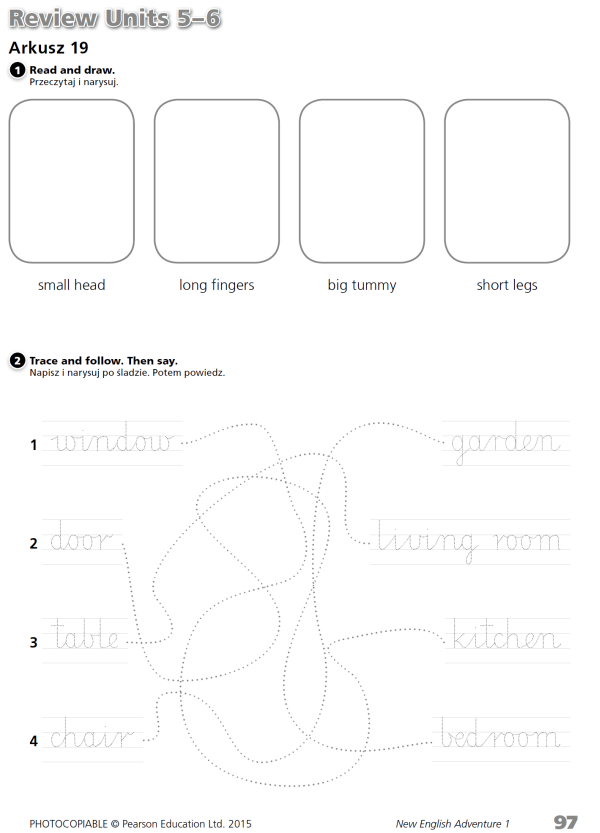 Review Units 5–6
Arkusz 19
1 Read and draw.
Przeczytaj i narysuj.
small head long fingers big tummy short legs
2 Trace and follow. Then say.
Napisz i narysuj po śladzie. Potem powiedz.
1 window garden
2 door living room
3 table kitchen
4 chair bedroom
PHOTOCOPIABLE © Pearson Education Ltd. 2015 New English Adventure 1 97